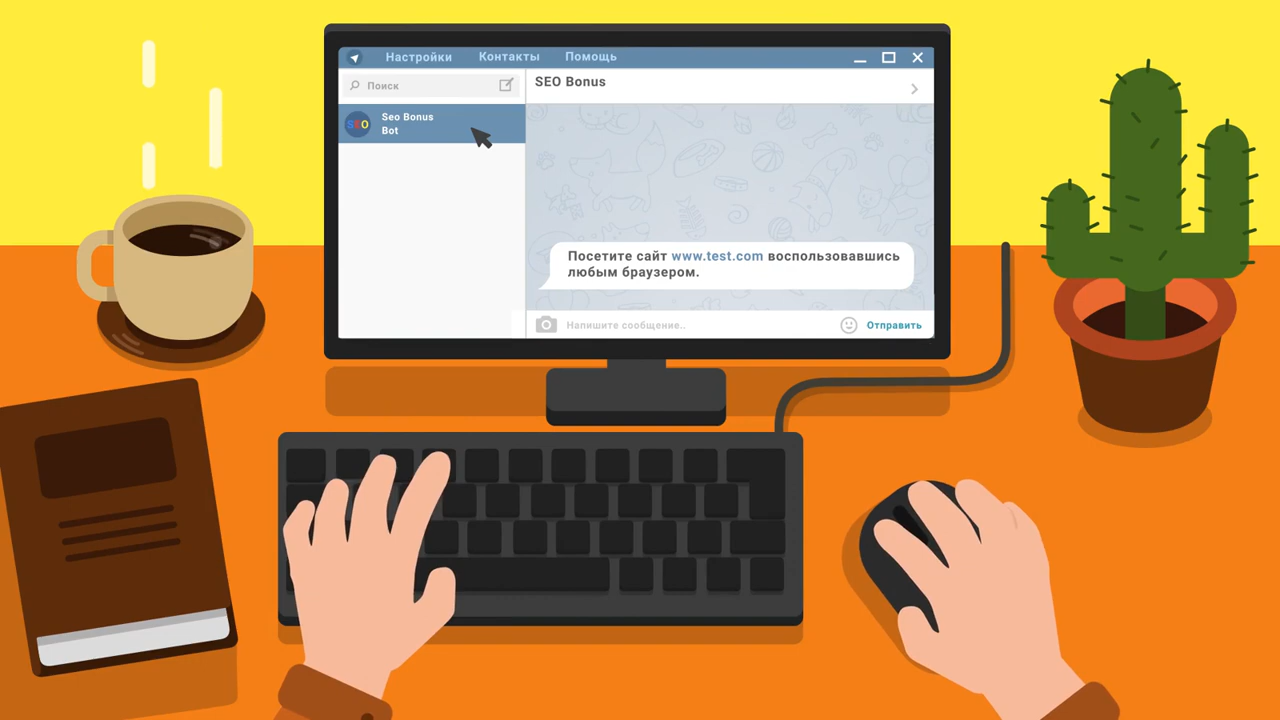 Настройки Контакты Помощь
Поиск
SEO Bonus
SEO
Seo Bonus
Bot
Посетите сайт www.test.com воспользовавшись
любым браузером.
Напишите сообщение..
Отправить